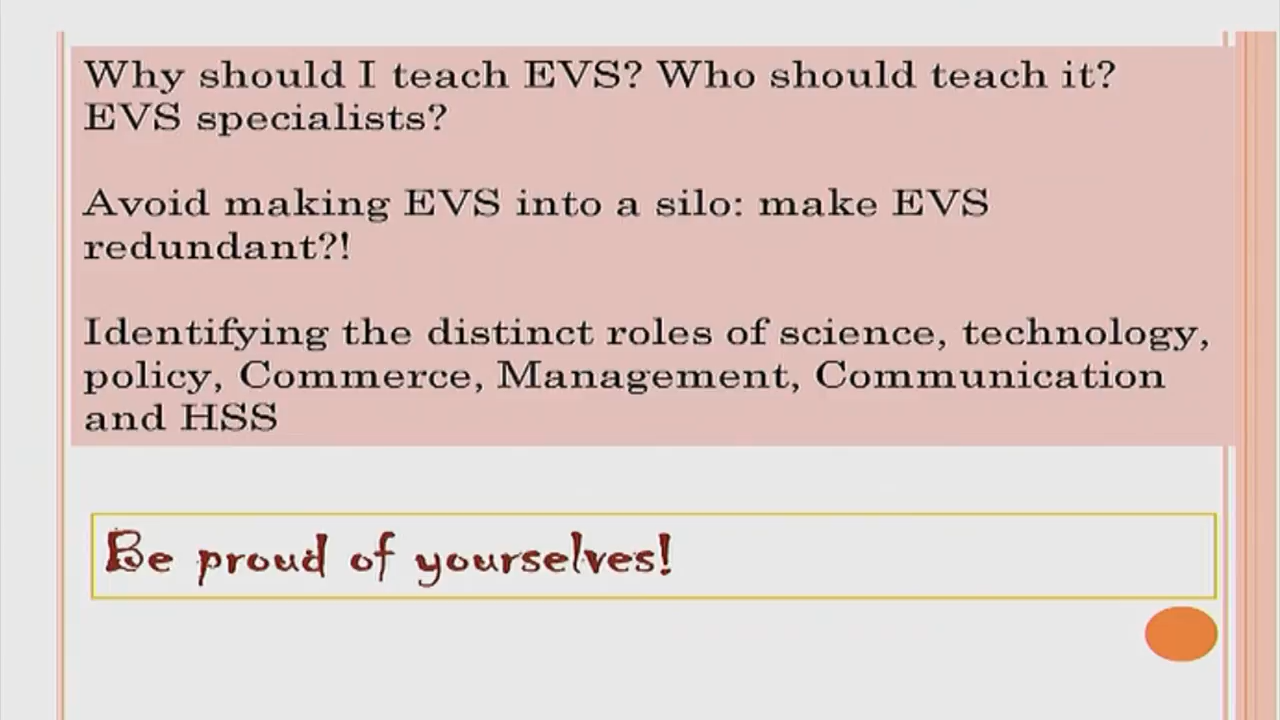 Why should I teach EVS? Who should teach it?
EVS specialists?
Avoid making EVS into a silo: make EVS
redundant?!
Identifying the distinct roles of science, technology,
policy, Commerce, Management, Communication
and HSS
Be proud of yourselves!